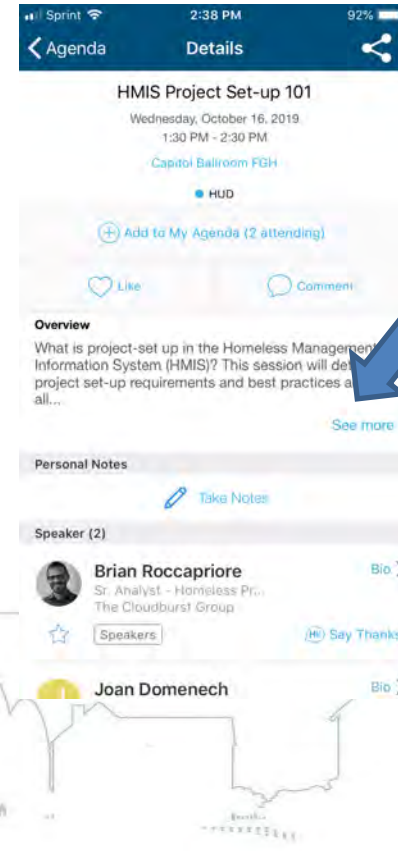 Sprint 2:38 PM 92%
Agenda Details
HMIS Project Set-up 101
Wednesday, October 16, 2019
1:30 PM - 2:30 PM
Capitol Ballroom FGH
HUD
Add to My Agenda (2 attending)
Like Comment
Overview
What is project-set up in the Homeless Management
Information System (HMIS)? This session will
project set-up requirements and best practices
all...
See more
Personal Notes
Take Notes
Speaker (2)
Brian Roccapriore Bio
Sr. Analyst - Homeless Pr...
The Cloudburst Group
Speakers Hi! Say Thanks
Joan Domenech Bio